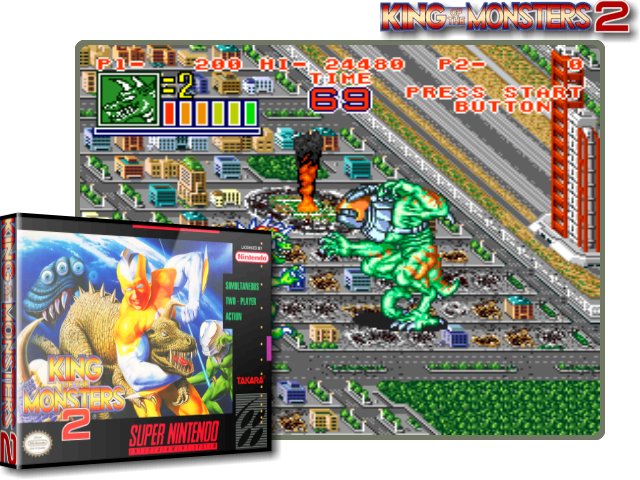 KING OF THE MONSTERS 2
P1- 200 HI- 24480 P2- 0
=2
TIME
69
PRESS START
BUTTON
KING OF THE MONSTERS 2
LICENSED BY
Nintendo
SIMULTANEOUS
TWO - PLAYER
ACTION
KING
OF THE
MONSTERS
2
TAKARA
SUPER NINTENDO
ENTERTAINMENT SYSTEM